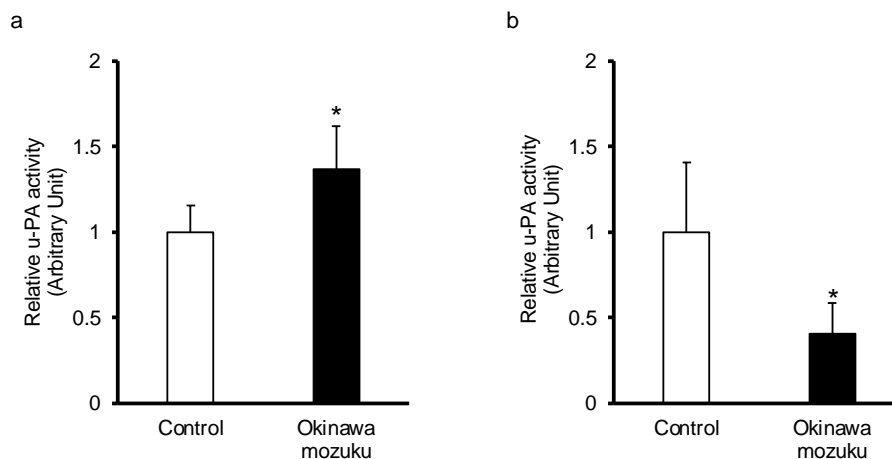 a
Relative u-PA activity
(Arbitrary Unit)
2
1.5
1
0.5
0
*
Control
Okinawa
mozuku
b
Relative u-PA activity
(Arbitrary Unit)
2
1.5
1
0.5
0
*
Control
Okinawa
mozuku